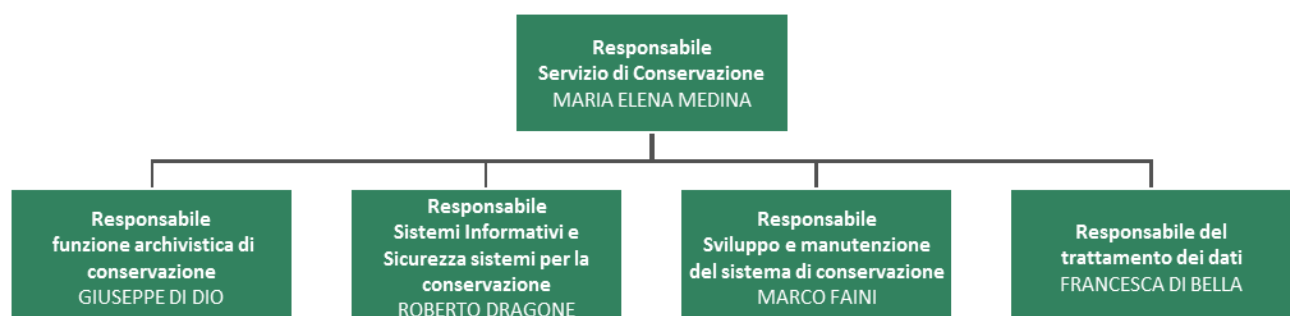 Responsabile
Servizio di Conservazione
MARIA ELENA MEDINA
Responsabile
funzione archivistica di
conservazione
GIUSEPPE DI DIO
Responsabile
Sistemi Informativi e
Sicurezza sistemi per la
conservazione
ROBERTO DRAGONE
Responsabile
Sviluppo e manutenzione
del sistema di conservazione
MARCO FAINI
Responsabile del
trattamento dei dati
FRANCESCA DI BELLA